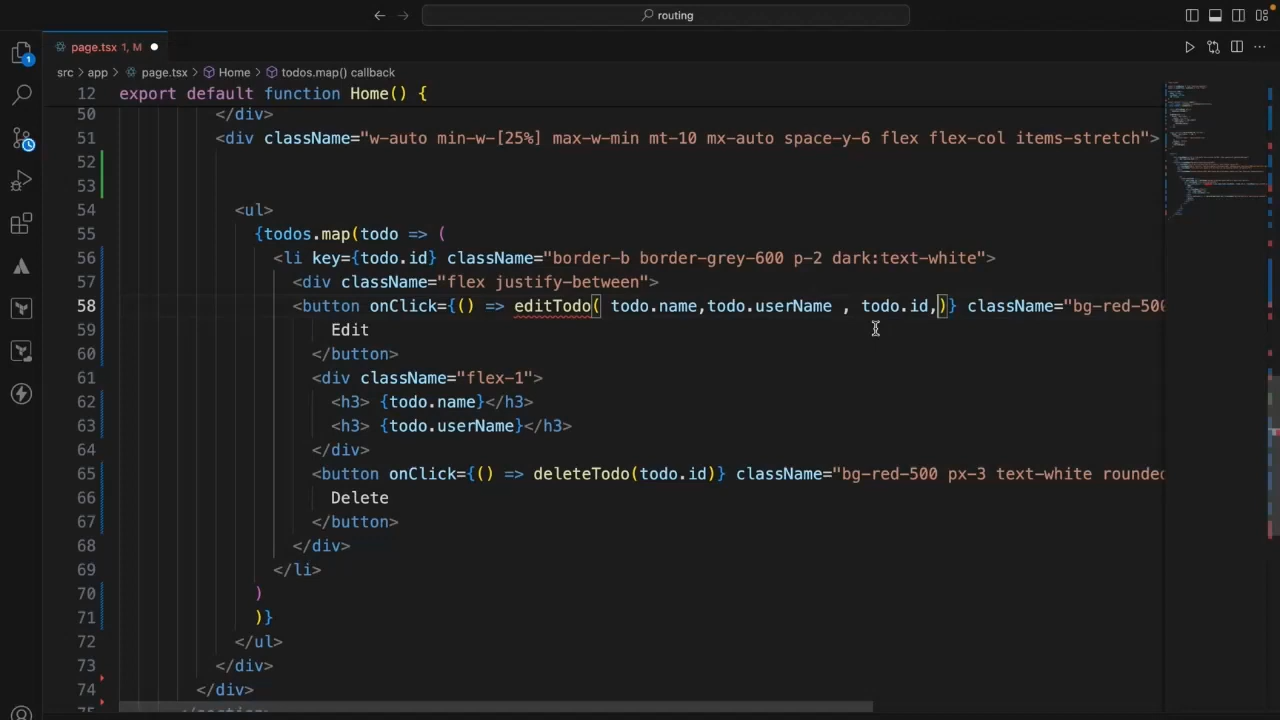 routing
page.tsx 1, M
src > app > page.tsx > Home > todos.map() callback
12 export default function Home() {
50 </div>
51 <div className="w-auto min-w-[25%] max-w-min mt-10 mx-auto space-y-6 flex flex-col items-stretch">
52
53
54 <ul>
55 {todos.map(todo => (
56 <li key={todo.id} className="border-b border-grey-600 p-2 dark:text-white">
57 <div className="flex justify-between">
58 <button onClick={() => editTodo( todo.name,todo.userName , todo.id,)} className="bg-red-500
59 Edit
60 </button>
61 <div className="flex-1">
62 <h3> {todo.name}</h3>
63 <h3> {todo.userName}</h3>
64 </div>
65 <button onClick={() => deleteTodo(todo.id)} className="bg-red-500 px-3 text-white rounded
66 Delete
67 </button>
68 </div>
69 </li>
70 )
71 )}
72 </ul>
73 </div>
74 </div>
75 </section>
1